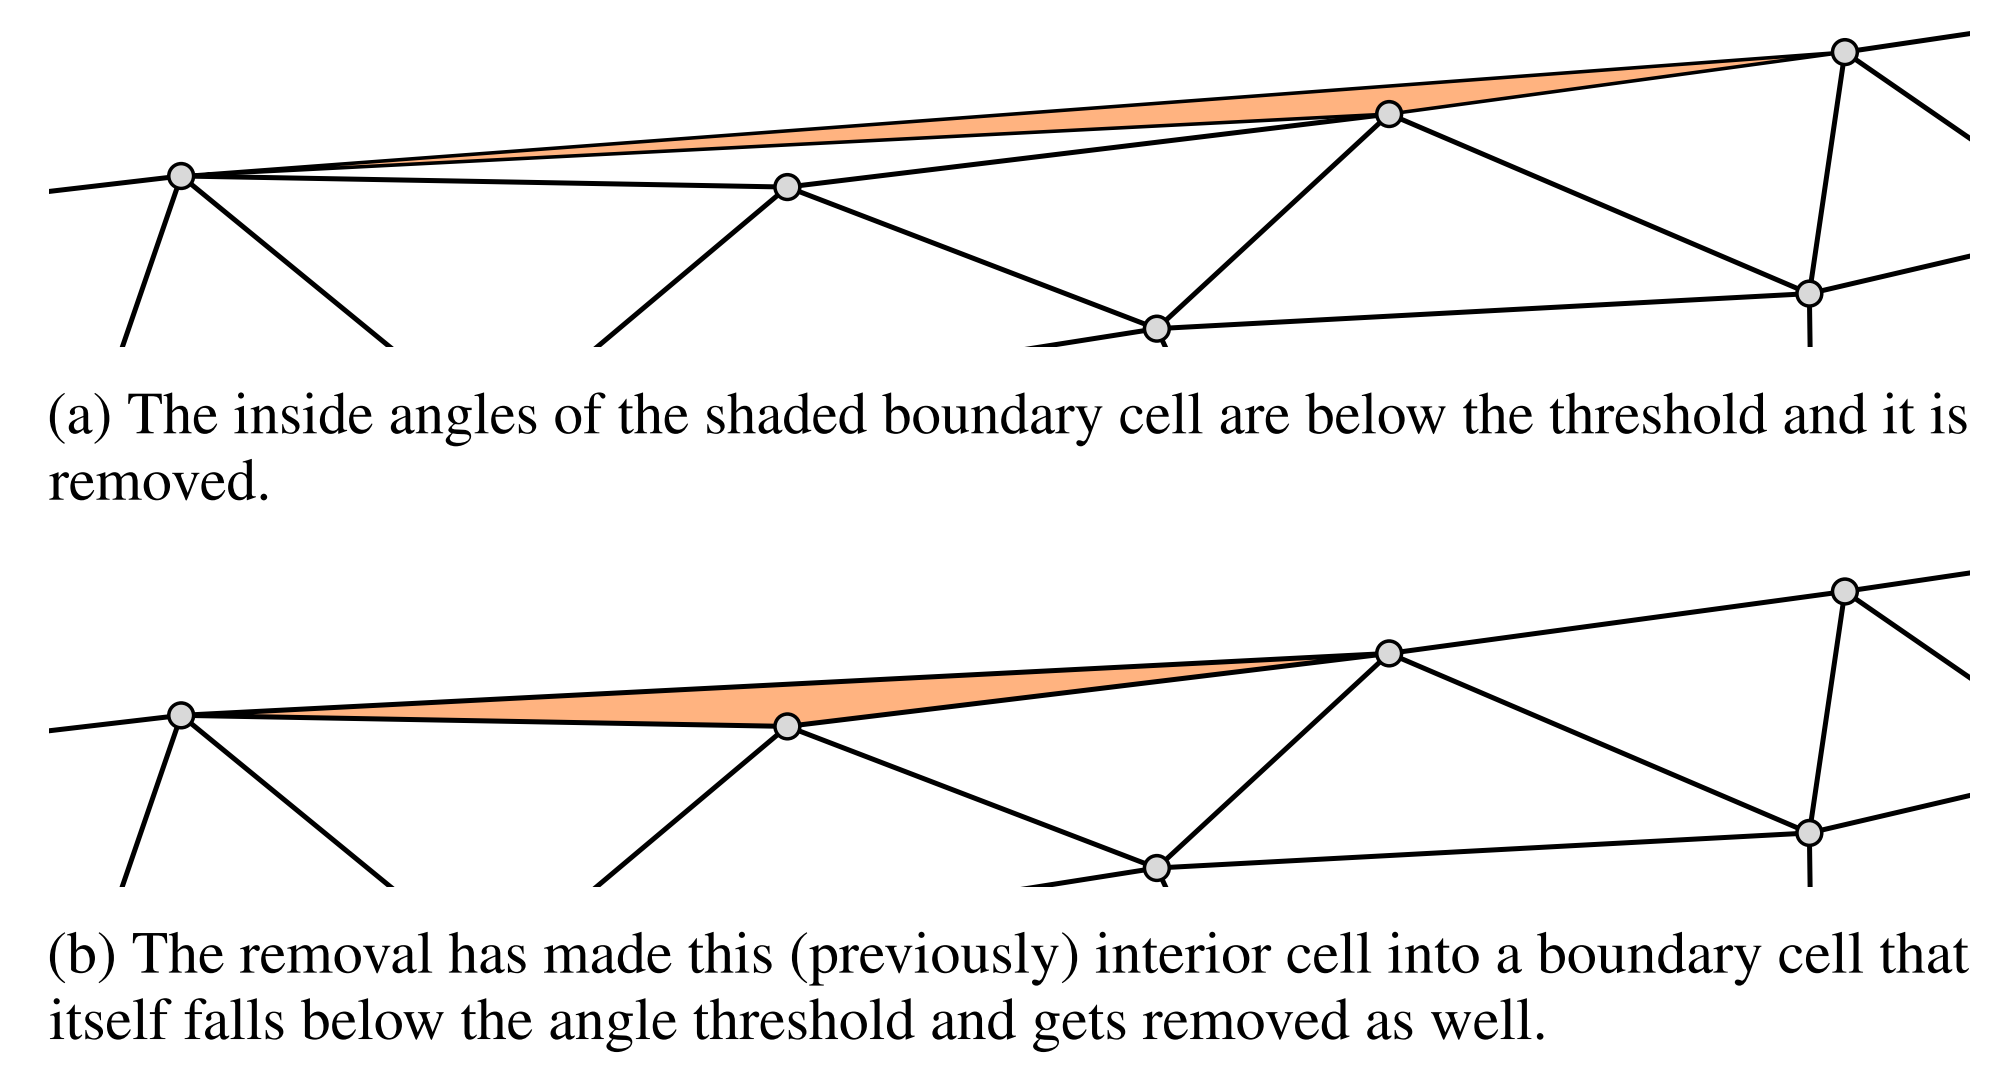 (a) The inside angles of the shaded boundary cell are below the threshold and it is
removed.
(b) The removal has made this (previously) interior cell into a boundary cell that
itself falls below the angle threshold and gets removed as well.